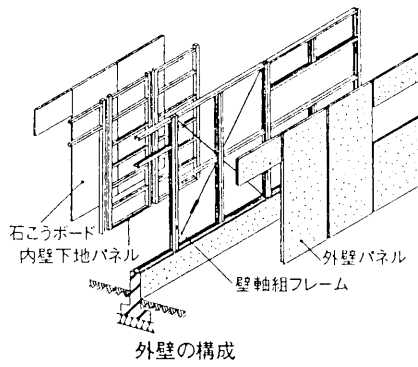 石こうボード
内壁下地パネル
外壁パネル
壁軸組フレーム
外壁の構成